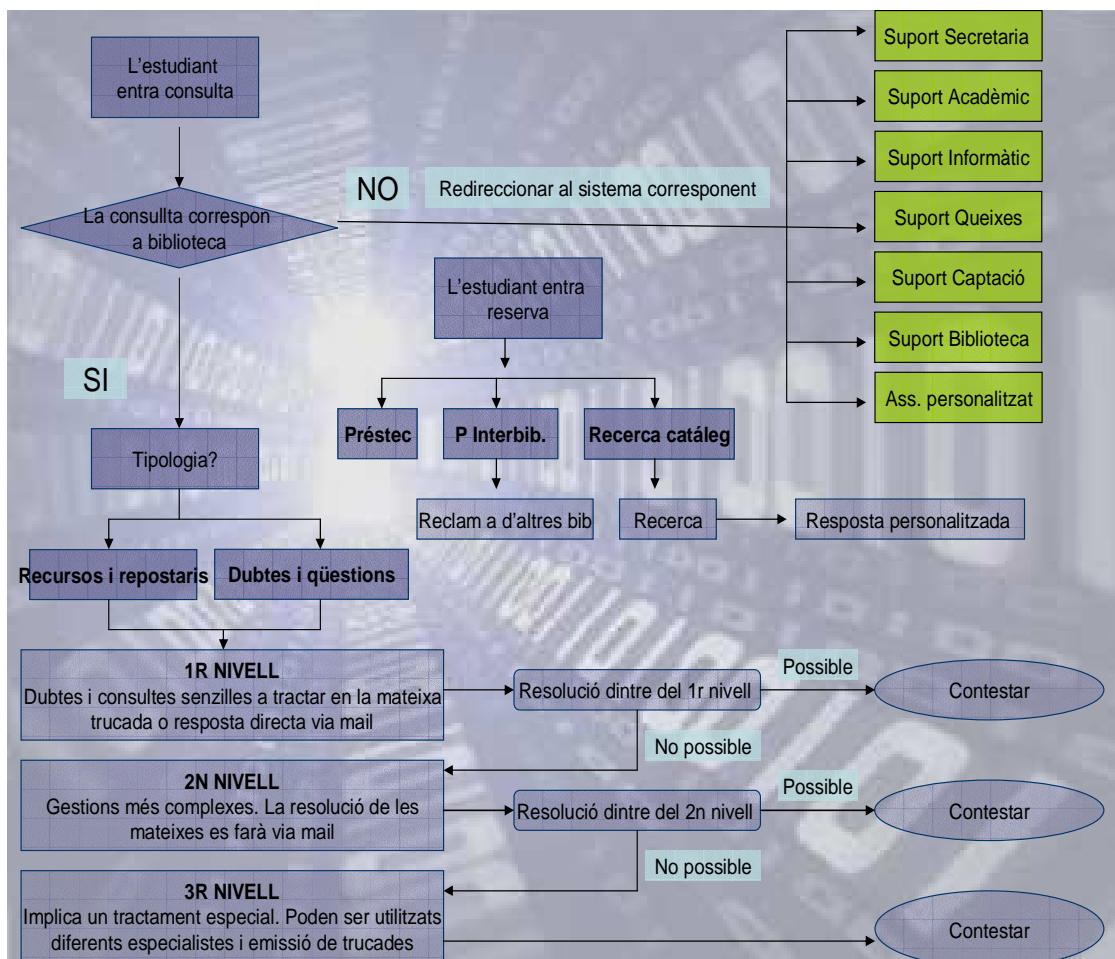 L'estudiant
entra consulta
La consullta correspon
a biblioteca
NO
Redireccionar al sistema corresponent
Suport Secretaria
Suport Acadèmic
Suport Informàtic
Suport Queixes
Suport Captació
Suport Biblioteca
Ass. personalitzat
L'estudiant entra
reserva
Préstec
P Interbib.
Recerca catáleg
Reclam a d'altres bib
Recerca
Resposta personalitzada
SI
Tipologia?
Recursos i repostaris
Dubtes i qüestions
1R NIVELL
Dubtes i consultes senzilles a tractar en la mateixa
trucada o resposta directa via mail
Resolució dintre del 1r nivell
Possible
Contestar
No possible
2N NIVELL
Gestions més complexes. La resolució de les
mateixes es farà via mail
Resolució dintre del 2n nivell
Possible
Contestar
No possible
3R NIVELL
Implica un tractament especial. Poden ser utilitzats
diferents especialistes i emissió de trucades
Contestar